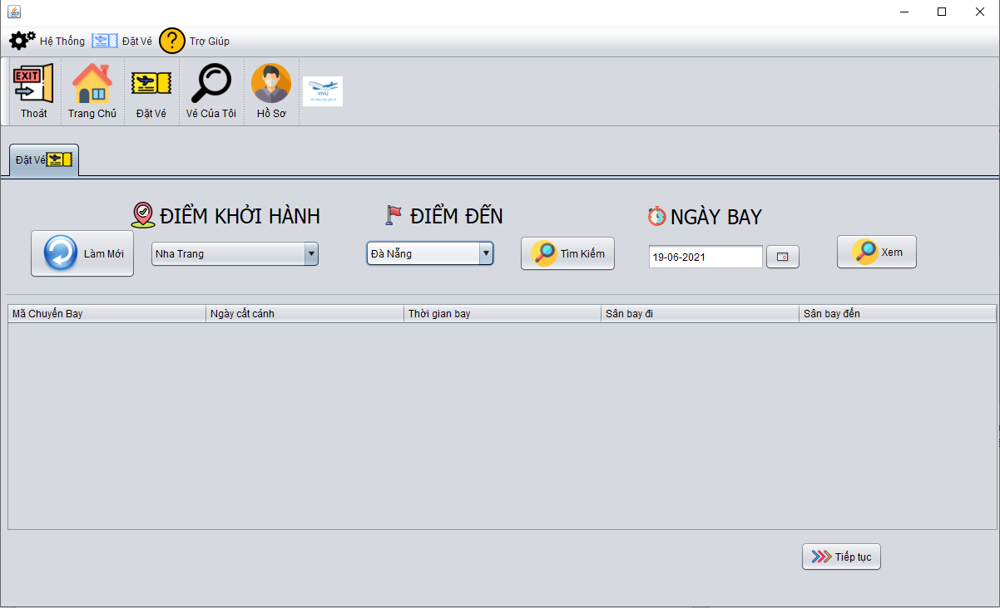 Hệ Thống Đặt Vé ? Trợ Giúp
EXIT
Thoát Trang Chủ Đặt Vé Vé Của Tôi Hồ Sơ
VIVU
Đặt Vé
ĐIỂM KHỞI HÀNH ĐIỂM ĐẾN NGÀY BAY
Làm Mới Nha Trang Đà Nẵng Tìm Kiếm 19-06-2021 Xem
Mã Chuyến Bay Ngày cất cánh Thời gian bay Sân bay đi Sân bay đến
Tiếp tục